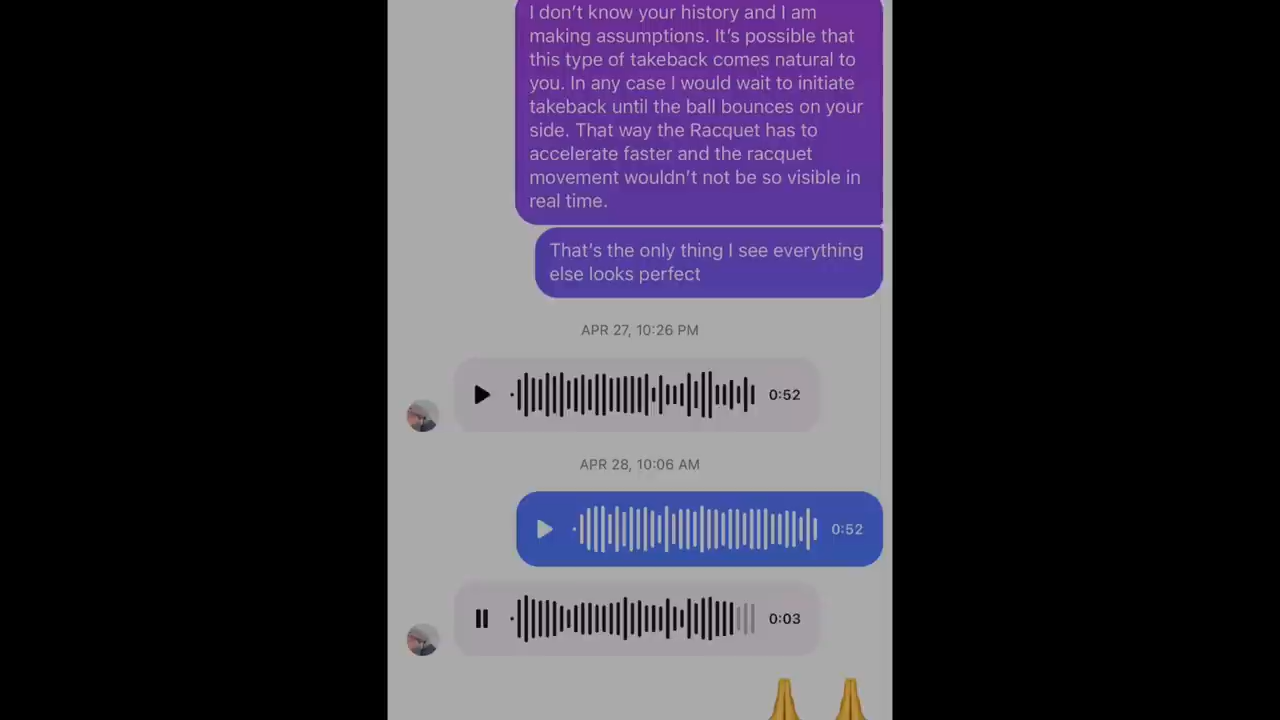 I don’t know your history and I am
making assumptions. It’s possible that
this type of takeback comes natural to
you. In any case I would wait to initiate
takeback until the ball bounces on your
side. That way the Racquet has to
accelerate faster and the racquet
movement wouldn’t not be so visible in
real time.
That’s the only thing I see everything
else looks perfect
APR 27, 10:26 PM
0:52
APR 28, 10:06 AM
0:52
0:03